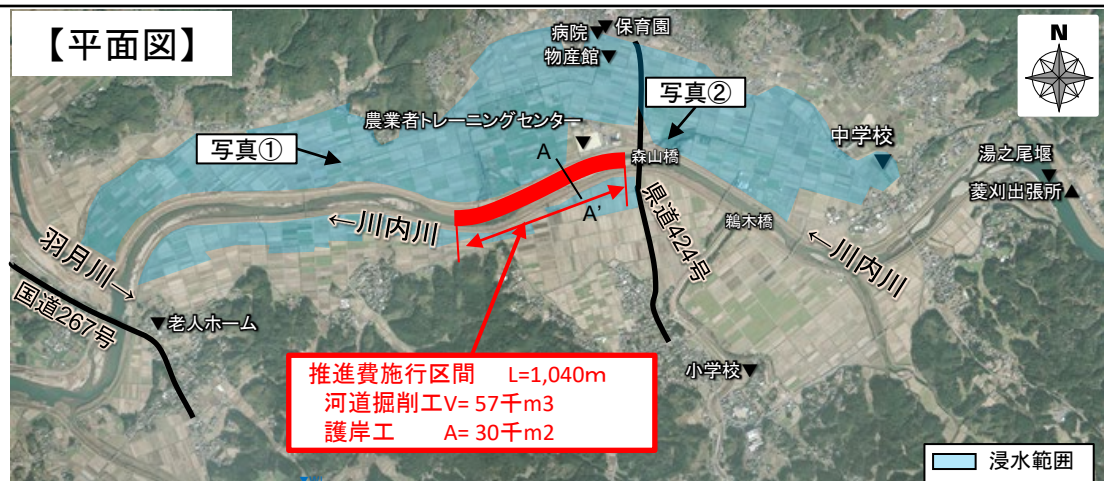 【平面図】
病院▼
▼保育園
物産館▼
N
写真②
農業者トレーニングセンター
▼
写真①
A
森山橋
中学校
▼
湯之尾堰
▼
菱刈出張所▲
A'
県道424号
鵜木橋
←川内川
←川内川
羽月川→
国道267号
▼老人ホーム
推進費施行区間 L=1,040m
河道掘削工V= 57千m3
護岸工 A= 30千m2
小学校▼
浸水範囲